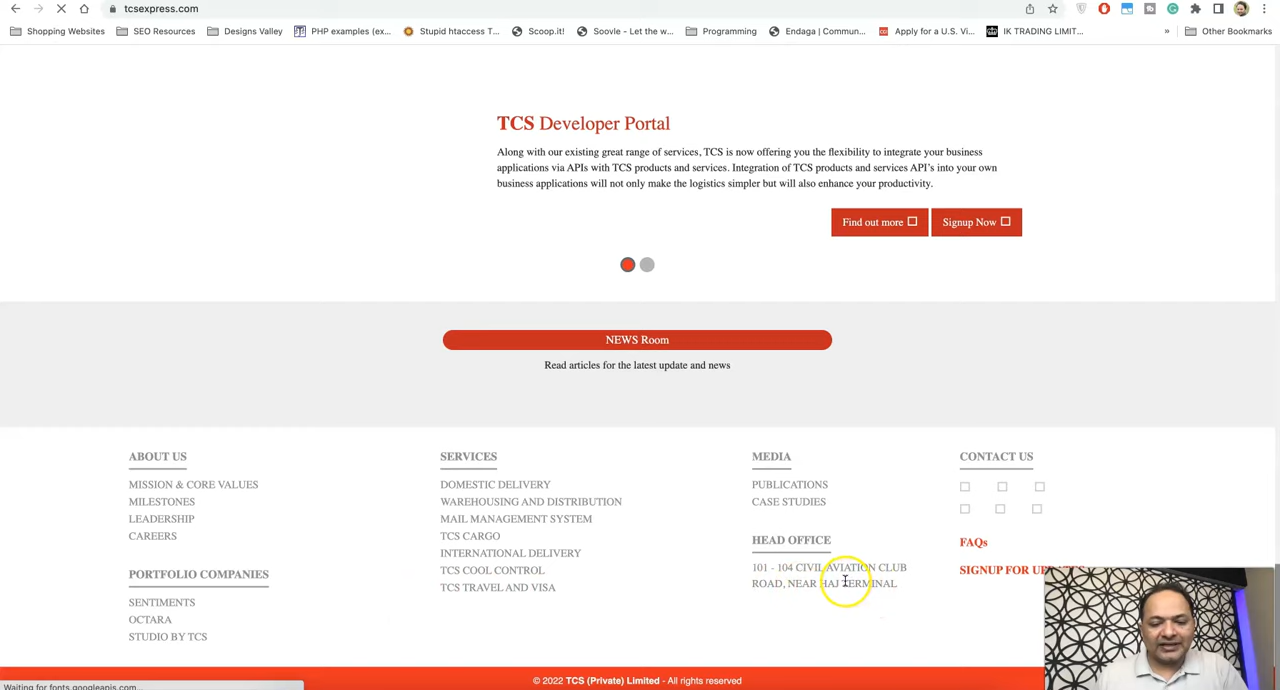 tcsexpress.com
Shopping Websites
SEO Resources
Designs Valley
PHP examples (ex...
Stupid htaccess T...
Scoop.it!
Soovle - Let the w...
Programming
Endaga | Commun...
Apply for a U.S. Vi...
IK TRADING LIMIT...
»
Other Bookmarks
TCS Developer Portal
Along with our existing great range of services, TCS is now offering you the flexibility to integrate your business
applications via APIs with TCS products and services. Integration of TCS products and services API's into your own
business applications will not only make the logistics simpler but will also enhance your productivity.
Find out more
Signup Now
NEWS Room
Read articles for the latest update and news
ABOUT US
MISSION & CORE VALUES
MILESTONES
LEADERSHIP
CAREERS
PORTFOLIO COMPANIES
SENTIMENTS
OCTARA
STUDIO BY TCS
SERVICES
DOMESTIC DELIVERY
WAREHOUSING AND DISTRIBUTION
MAIL MANAGEMENT SYSTEM
TCS CARGO
INTERNATIONAL DELIVERY
TCS COOL CONTROL
TCS TRAVEL AND VISA
MEDIA
PUBLICATIONS
CASE STUDIES
HEAD OFFICE
101 - 104 CIVIL AVIATION CLUB
ROAD, NEAR HAJ TERMINAL
CONTACT US
FAQs
SIGNUP FOR UPDATES
© 2022 TCS (Private) Limited - All rights reserved
Waiting for fonts.googleapis.com...